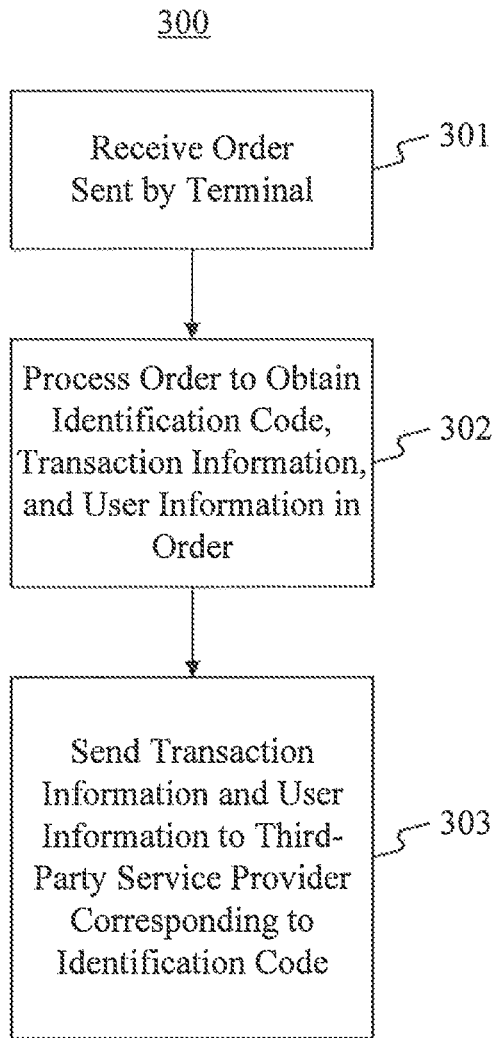 300
Receive Order
Sent by Terminal
301
Process Order to Obtain
Identification Code,
Transaction Information,
and User Information in
Order
302
Send Transaction
Information and User
Information to Third-
Party Service Provider
Corresponding to
Identification Code
303